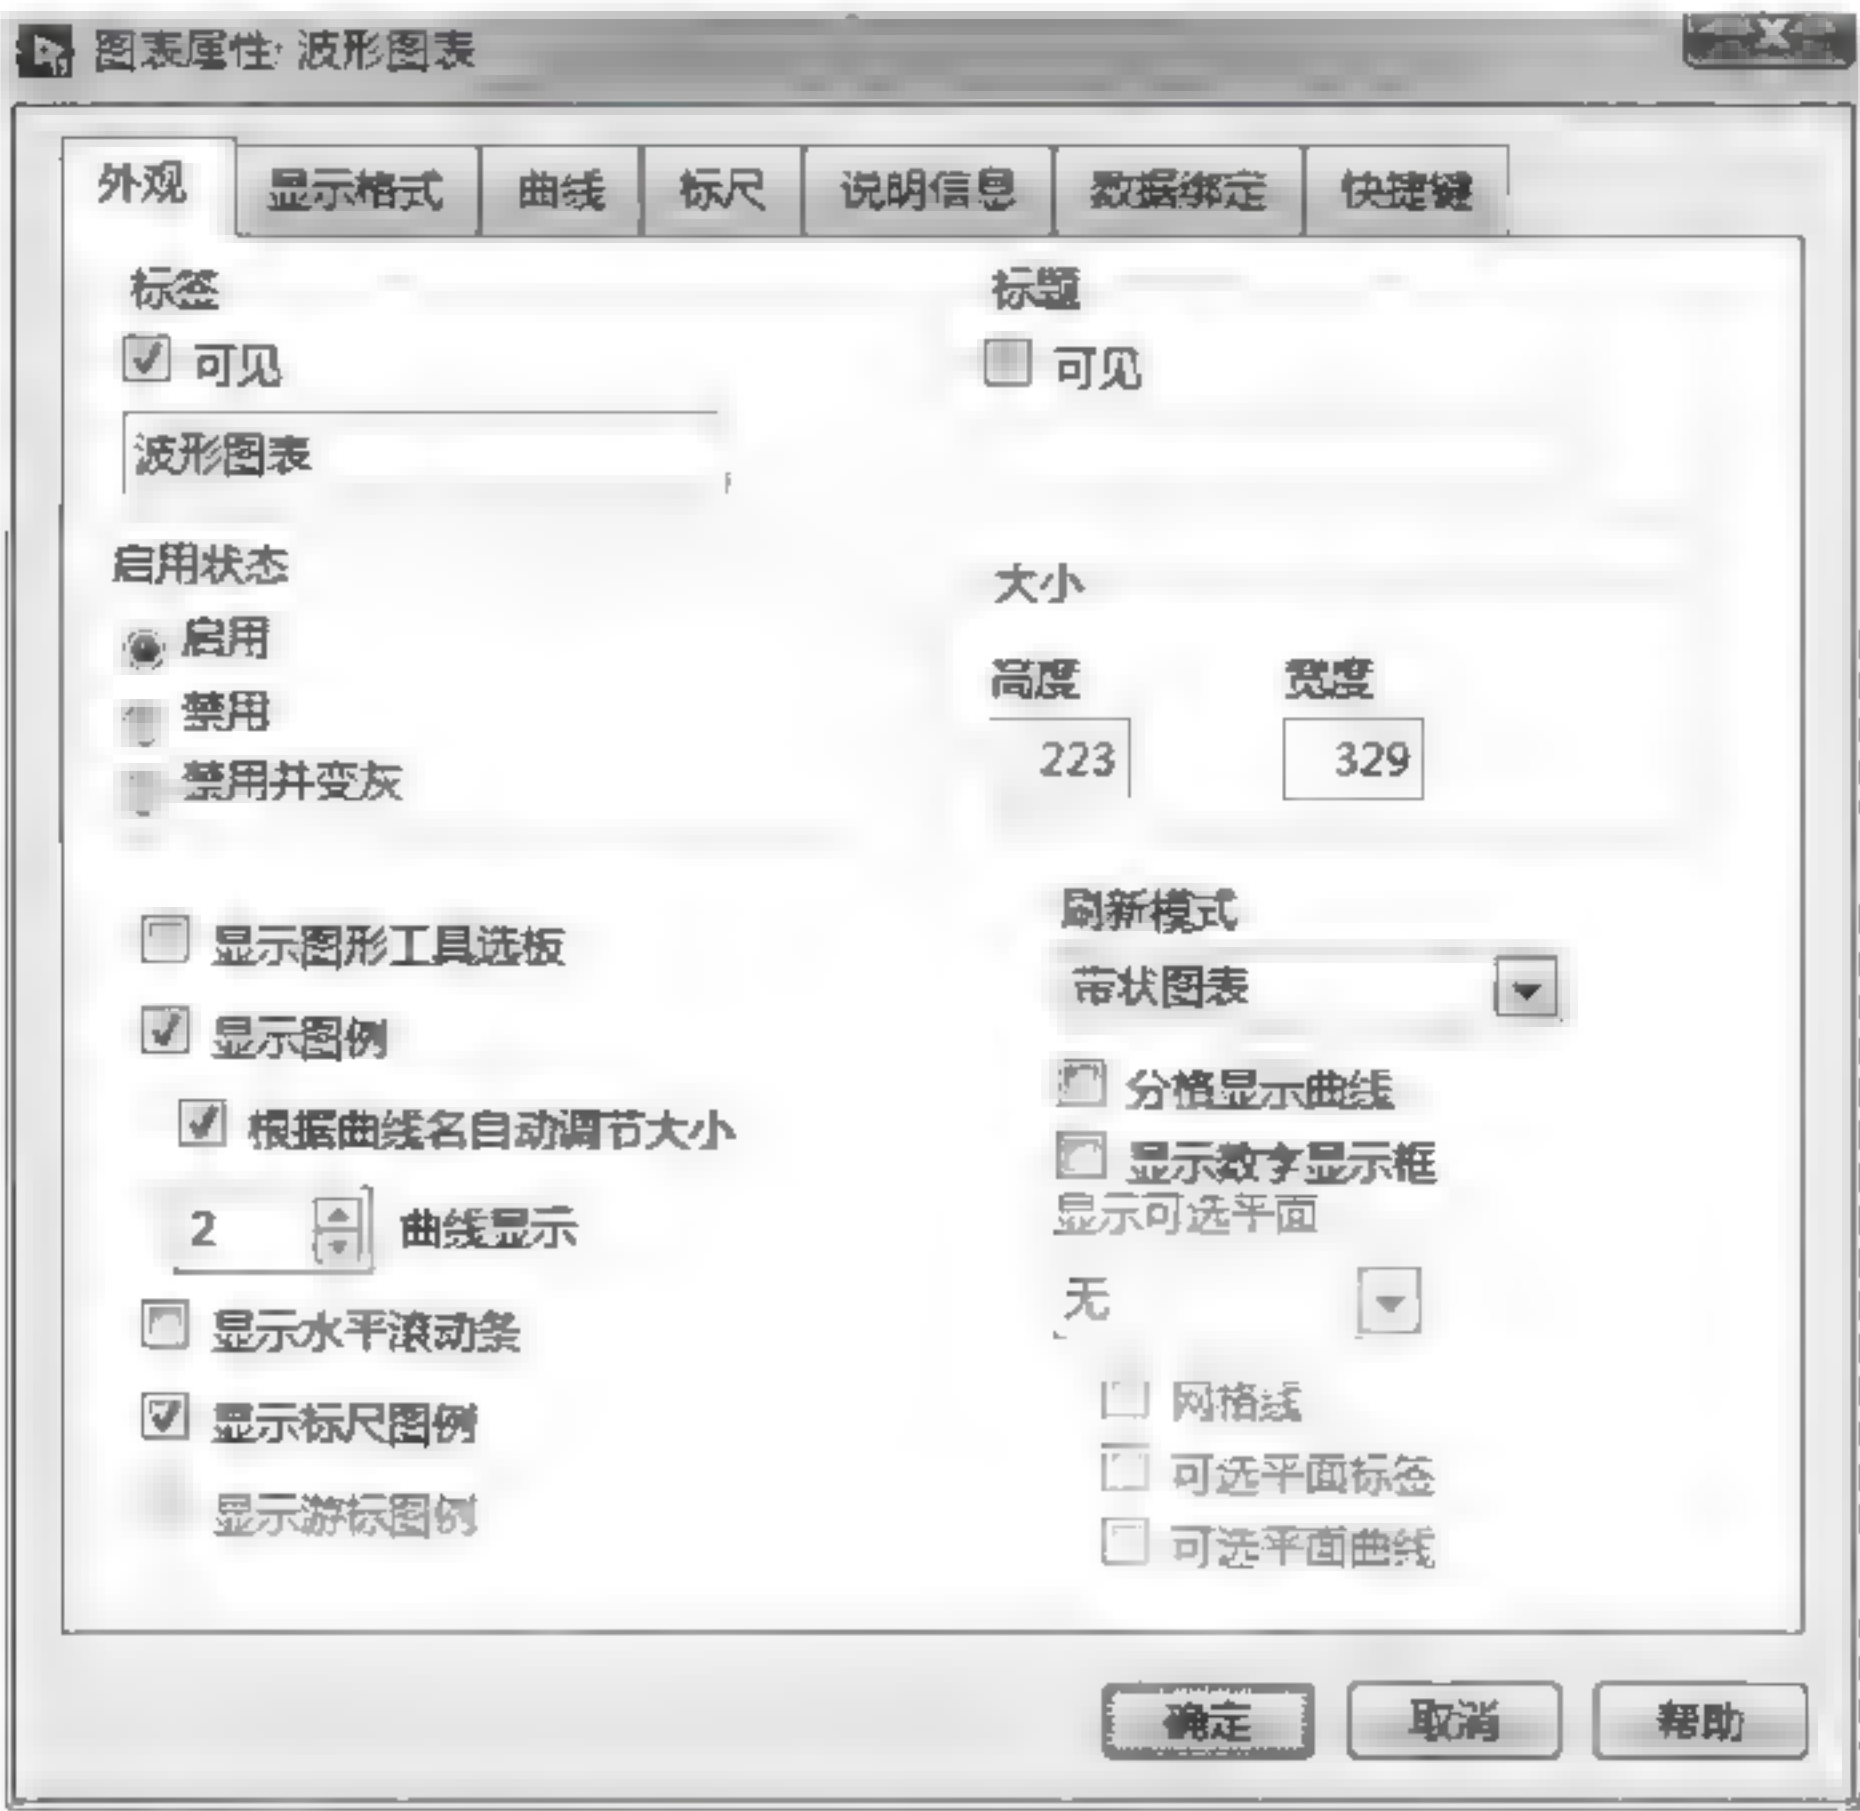 图表属性: 波形图表
外观 显示格式 曲线 标尺 说明信息 数据绑定 快捷键
标签
可见
波形图表
标题
可见
启用状态
启用
禁用
禁用并变灰
大小
高度 宽度
223 329
显示图形工具选板
显示图例
根据曲线名自动调节大小
2 曲线显示
显示水平滚动条
显示标尺图例
显示游标图例
刷新模式
带状图表
分格显示曲线
显示数字显示框
显示可选平面
无
网格线
可选平面标签
可选平面曲线
确定 取消 帮助